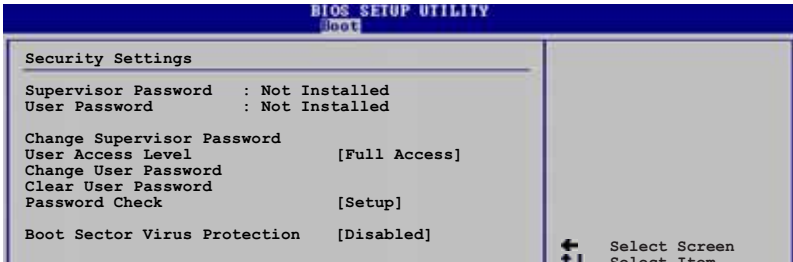 BIOS SETUP UTILITY
Boot
Security Settings
Supervisor Password : Not Installed
User Password : Not Installed
Change Supervisor Password
User Access Level [Full Access]
Change User Password
Clear User Password
Password Check [Setup]
Boot Sector Virus Protection [Disabled]
Select Screen
Select Item